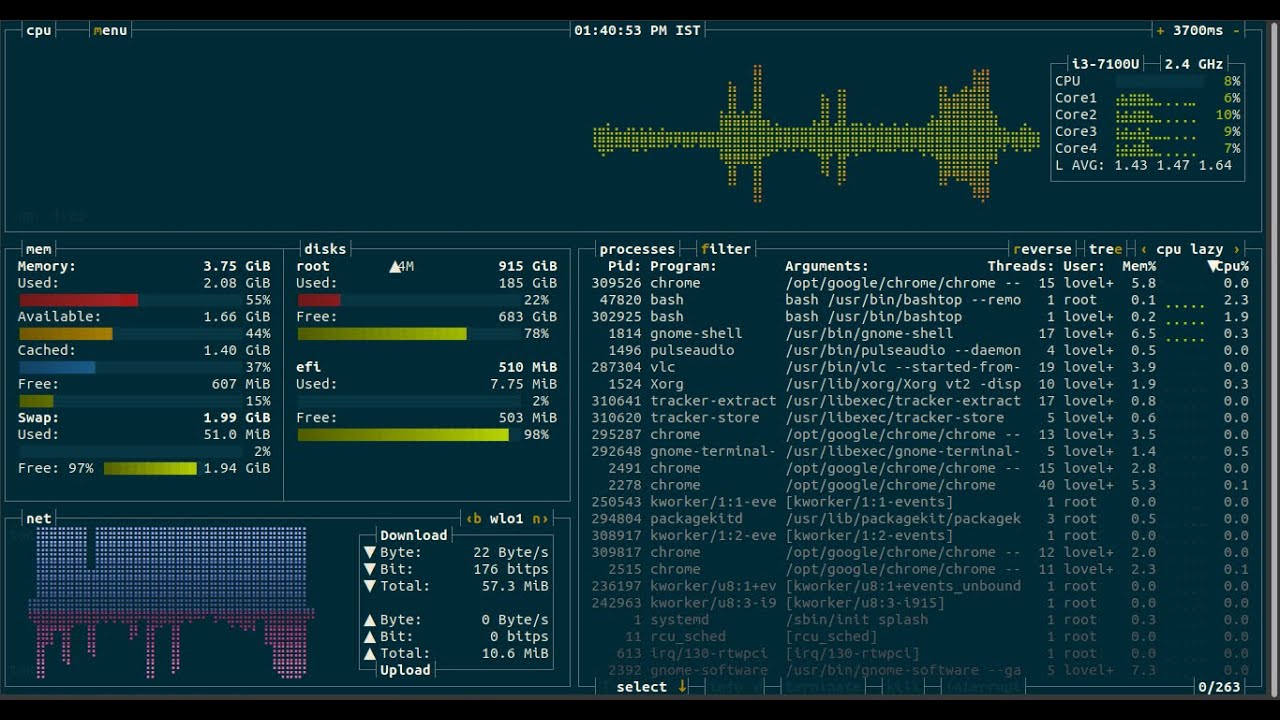 cpu menu 01:40:53 PM IST + 3700ms -
i3-7100U 2.4 GHz
CPU 8%
Core1 6%
Core2 10%
Core3 9%
Core4 7%
L AVG: 1.43 1.47 1.64
mem
Memory: 3.75 GiB
Used: 2.08 GiB
55%
Available: 1.66 GiB
44%
Cached: 1.40 GiB
37%
Free: 607 MiB
15%
Swap: 1.99 GiB
Used: 51.0 MiB
2%
Free: 97% 1.94 GiB
disks
root ▲4M 915 GiB
Used: 185 GiB
22%
Free: 683 GiB
78%
efi 510 MiB
Used: 7.75 MiB
2%
Free: 503 MiB
98%
net ‹b wlo1 n›
Download
▼ Byte: 22 Byte/s
▼ Bit: 176 bitps
▼ Total: 57.3 MiB
▲ Byte: 0 Byte/s
▲ Bit: 0 bitps
▲ Total: 10.6 MiB
Upload
processes filter reverse tree ‹ cpu lazy ›
Pid: Program: Arguments: Threads: User: Mem% ▼Cpu%
309526 chrome /opt/google/chrome/chrome -- 15 lovel+ 5.8 0.0
47820 bash bash /usr/bin/bashtop --remo 1 root 0.1 2.3
302925 bash bash /usr/bin/bashtop 1 lovel+ 0.2 1.9
1814 gnome-shell /usr/bin/gnome-shell 17 lovel+ 6.5 0.3
1496 pulseaudio /usr/bin/pulseaudio --daemon 4 lovel+ 0.5 0.0
287304 vlc /usr/bin/vlc --started-from- 19 lovel+ 3.9 0.0
1524 Xorg /usr/lib/xorg/Xorg vt2 -disp 10 lovel+ 1.9 0.3
310641 tracker-extract /usr/libexec/tracker-extract 17 lovel+ 0.8 0.0
310620 tracker-store /usr/libexec/tracker-store 5 lovel+ 0.6 0.0
295287 chrome /opt/google/chrome/chrome -- 13 lovel+ 3.5 0.0
292648 gnome-terminal- /usr/libexec/gnome-terminal- 5 lovel+ 1.4 0.5
2491 chrome /opt/google/chrome/chrome -- 15 lovel+ 2.8 0.0
2278 chrome /opt/google/chrome/chrome 40 lovel+ 5.3 0.1
250543 kworker/1:1-eve [kworker/1:1-events] 1 root 0.0 0.0
294804 packagekitd /usr/lib/packagekit/packagek 3 root 0.5 0.0
308917 kworker/1:2-eve [kworker/1:2-events] 1 root 0.0 0.0
309817 chrome /opt/google/chrome/chrome -- 12 lovel+ 2.0 0.0
2515 chrome /opt/google/chrome/chrome -- 11 lovel+ 2.3 0.1
236197 kworker/u8:1+ev [kworker/u8:1+events_unbound 1 root 0.0 0.0
242963 kworker/u8:3-i9 [kworker/u8:3-i915] 1 root 0.0 0.0
1 systemd /sbin/init splash 1 root 0.3 0.0
11 rcu_sched [rcu_sched] 1 root 0.0 0.0
613 irq/130-rtwpci [irq/130-rtwpci] 1 root 0.0 0.0
2392 gnome-software /usr/bin/gnome-software --ga 5 lovel+ 7.3 0.0
select ↓ info terminate kill interrupt 0/263